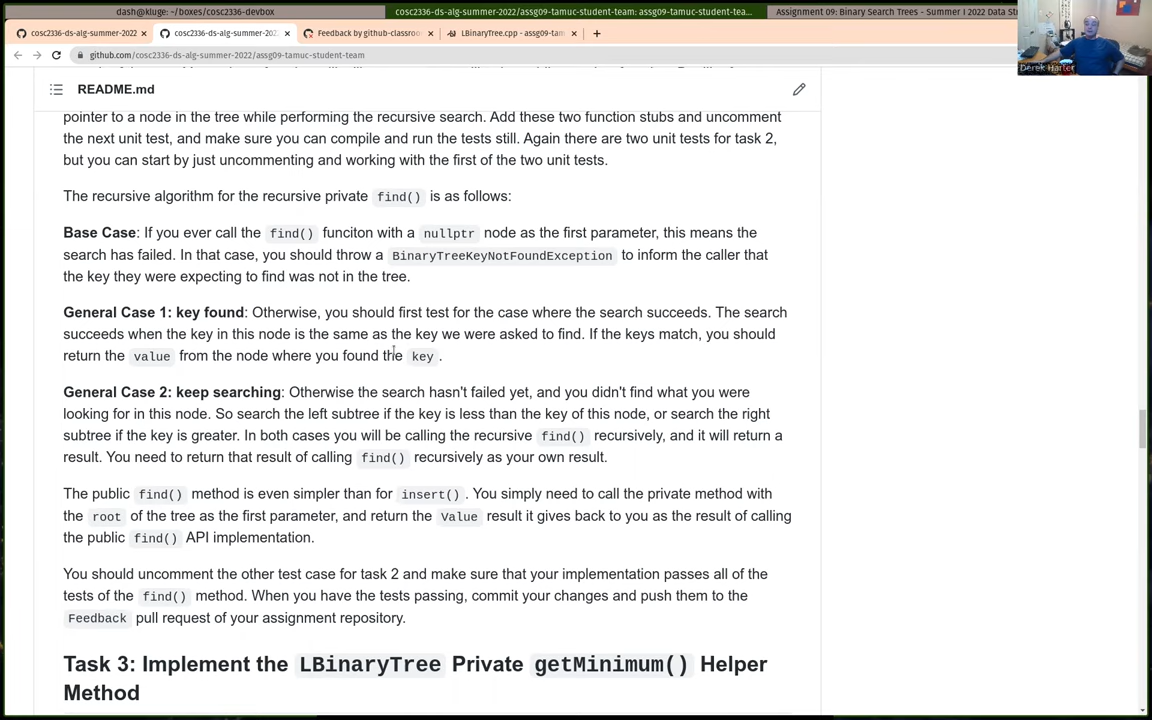 dash@kluge: ~/boxes/cosc2336-devbox
cosc2336-ds-alg-summer-2022/assg09-tamuc-student-team: assg09-tamuc-student-tea...
Assignment 09: Binary Search Trees - Summer I 2022 Data St
cosc2336-ds-alg-summer-2022
cosc2336-ds-alg-summer-202
Feedback by github-classroo
LBinaryTree.cpp - assg09-tam
github.com/cosc2336-ds-alg-summer-2022/assg09-tamuc-student-team
Derek Harter
README.md
pointer to a node in the tree while performing the recursive search. Add these two function stubs and uncomment
the next unit test, and make sure you can compile and run the tests still. Again there are two unit tests for task 2,
but you can start by just uncommenting and working with the first of the two unit tests.
The recursive algorithm for the recursive private find() is as follows:
Base Case: If you ever call the find() funciton with a nullptr node as the first parameter, this means the
search has failed. In that case, you should throw a BinaryTreeKeyNotFoundException to inform the caller that
the key they were expecting to find was not in the tree.
General Case 1: key found: Otherwise, you should first test for the case where the search succeeds. The search
succeeds when the key in this node is the same as the key we were asked to find. If the keys match, you should
return the value from the node where you found the key.
General Case 2: keep searching: Otherwise the search hasn't failed yet, and you didn't find what you were
looking for in this node. So search the left subtree if the key is less than the key of this node, or search the right
subtree if the key is greater. In both cases you will be calling the recursive find() recursively, and it will return a
result. You need to return that result of calling find() recursively as your own result.
The public find() method is even simpler than for insert(). You simply need to call the private method with
the root of the tree as the first parameter, and return the Value result it gives back to you as the result of calling
the public find() API implementation.
You should uncomment the other test case for task 2 and make sure that your implementation passes all of the
tests of the find() method. When you have the tests passing, commit your changes and push them to the
Feedback pull request of your assignment repository.
Task 3: Implement the LBinaryTree Private getMinimum() Helper
Method